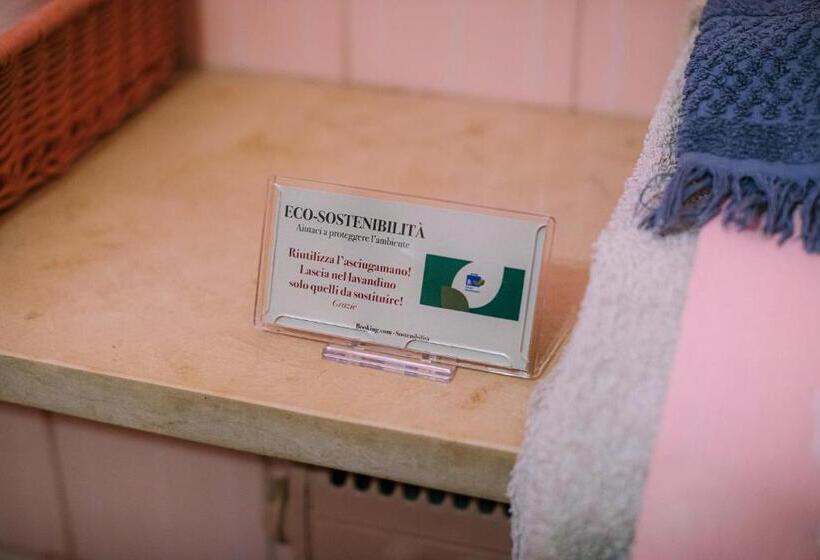 ECO-SOSTENIBILITÀ
Aiutaci a proteggere l'ambiente
Riutilizza l'asciugamano!
Lascia nel lavandino
solo quelli da sostituire!
Grazie
Booking.com - Sostenibilità